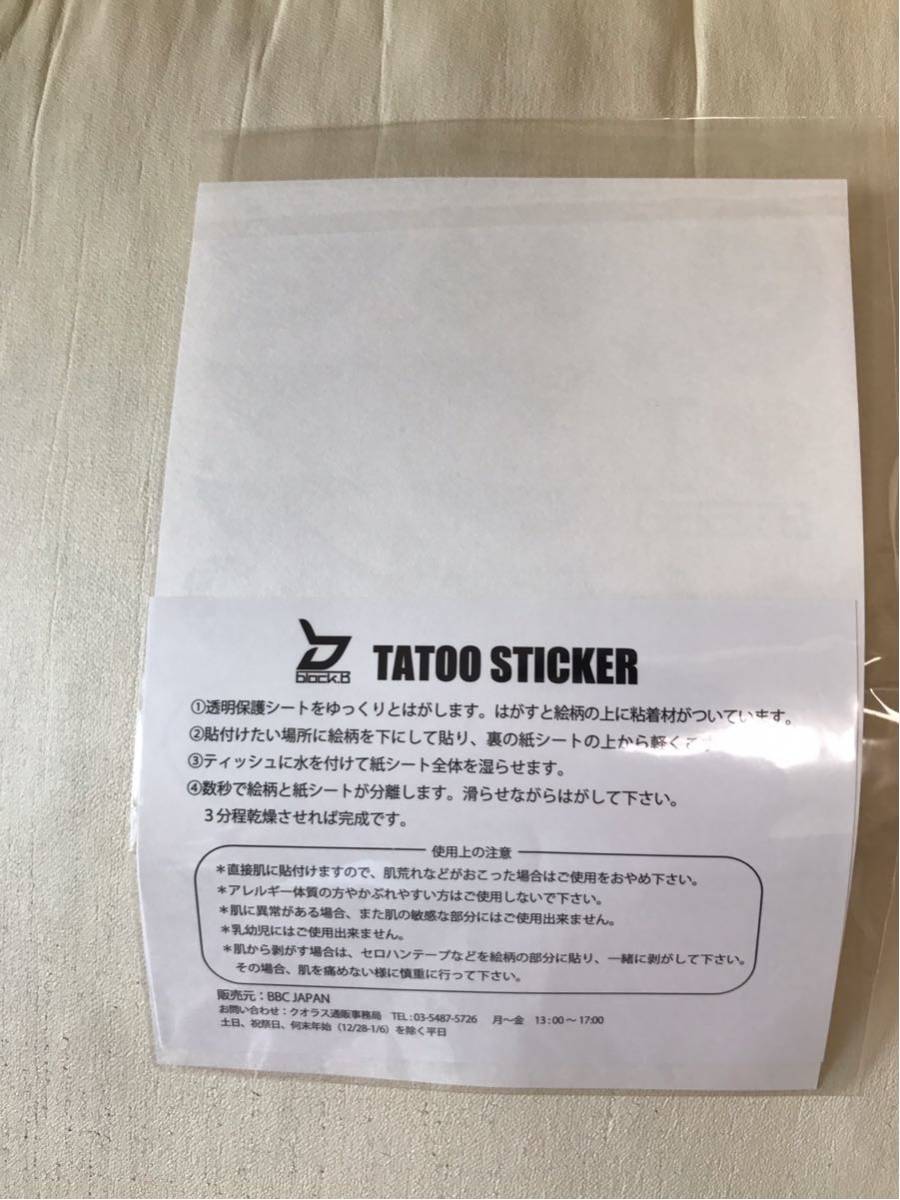 block.B
TATOO STICKER
①透明保護シートをゆっくりとはがします。はがすと絵柄の上に粘着材がついています。
②貼付けたい場所に絵柄を下にして貼り、裏の紙シートの上から軽く
③ティッシュに水を付けて紙シート全体を湿らせます。
④数秒で絵柄と紙シートが分離します。滑らせながらはがして下さい。
３分程乾燥させれば完成です。
使用上の注意
＊直接肌に貼付けますので、肌荒れなどがおこった場合はご使用をおやめ下さい。
＊アレルギー体質の方やかぶれやすい方はご使用しないで下さい。
＊肌に異常がある場合、また肌の敏感な部分にはご使用出来ません。
＊乳幼児にはご使用出来ません。
＊肌から剥がす場合は、セロハンテープなどを絵柄の部分に貼り、一緒に剥がして下さい。
その場合、肌を痛めない様に慎重に行って下さい。
販売元：BBC JAPAN
お問い合わせ：クオラス通販事務局 TEL：03-5487-5726 月～金 13：00～17:00
土日、祝祭日、何末年始（12/28-1/6）を除く平日